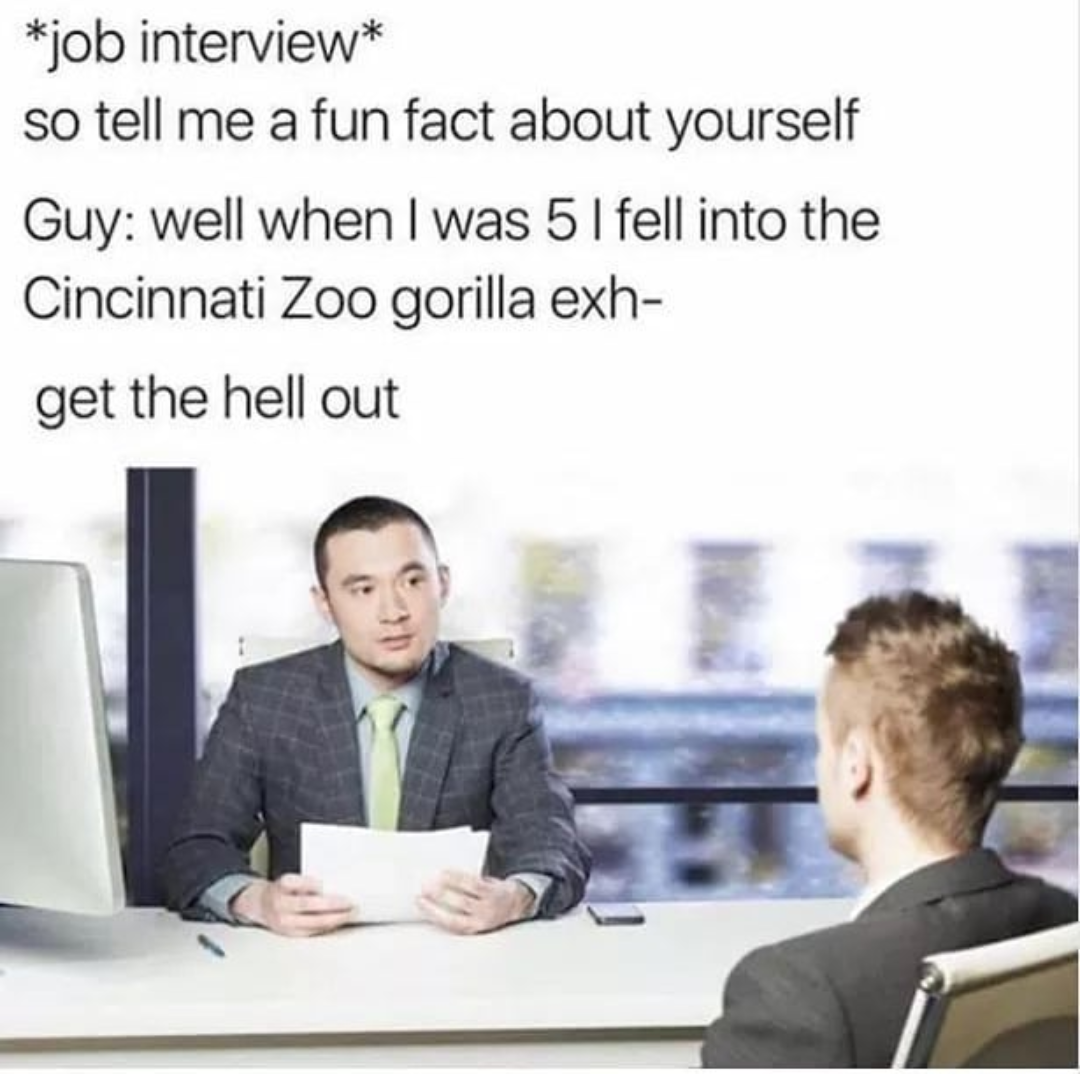 *job interview*
so tell me a fun fact about yourself
Guy: well when I was 5 I fell into the
Cincinnati Zoo gorilla exh-
get the hell out